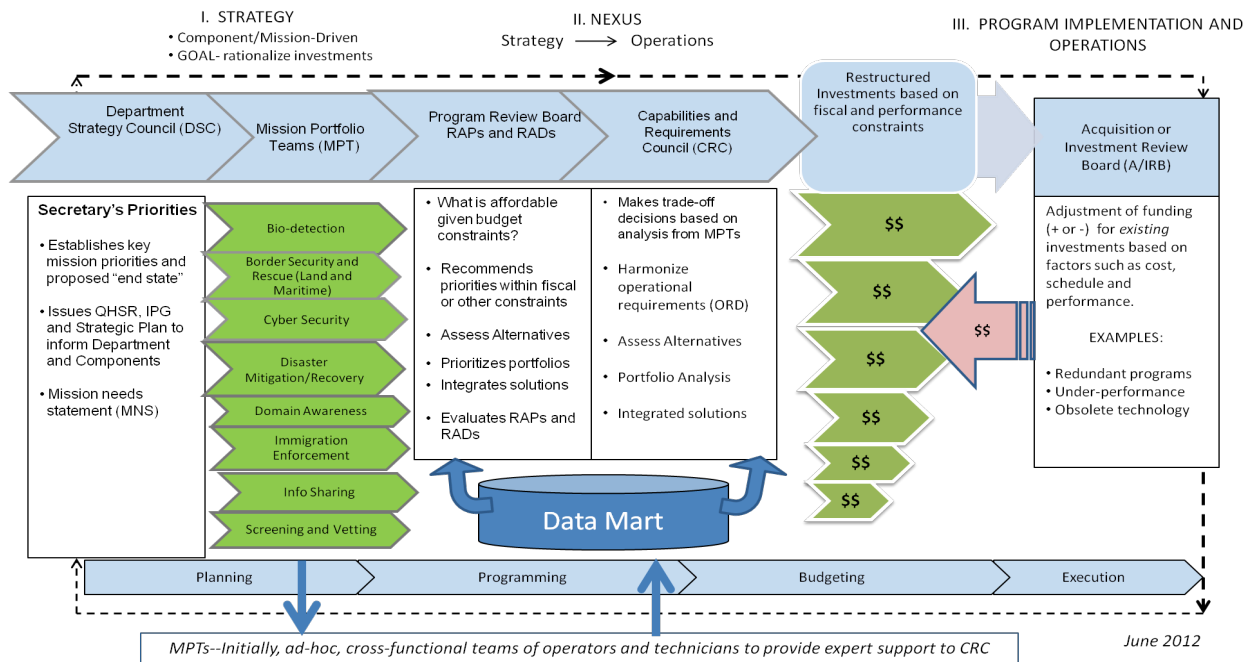 I. STRATEGY
• Component/Mission-Driven
• GOAL- rationalize investments
II. NEXUS
Strategy
Operations
III. PROGRAM IMPLEMENTATION AND
OPERATIONS
Department
Strategy Council (DSC)
Mission Portfolio
Teams (MPT)
Program Review Board
RAPs and RADs
Capabilities and
Requirements
Council (CRC)
Restructured
Investments based on
fiscal and performance
constraints
Acquisition or
Investment Review
Board (A/IRB)
Secretary's Priorities
• Establishes key
mission priorities and
proposed “end state”
• Issues QHSR, IPG
and Strategic Plan to
inform Department
and Components
• Mission needs
statement (MNS)
Bio-detection
Border Security and
Rescue (Land and
Maritime)
Cyber Security
Disaster
Mitigation/Recovery
Domain Awareness
Immigration
Enforcement
Info Sharing
Screening and Vetting
• What is affordable
given budget
constraints?
• Recommends
priorities within fiscal
or other constraints
• Assess Alternatives
• Prioritizes portfolios
• Integrates solutions
• Evaluates RAPs and
RADs
• Makes trade-off
decisions based on
analysis from MPTs
• Harmonize
operational
requirements (ORD)
• Assess Alternatives
• Portfolio Analysis
• Integrated solutions
Data Mart
$$
$$
$$
$$
$$
$$
$$
Adjustment of funding
(+ or -) for existing
investments based on
factors such as cost,
schedule and
performance.
EXAMPLES:
• Redundant programs
• Under-performance
• Obsolete technology
Planning
Programming
Budgeting
Execution
MPTs--Initially, ad-hoc, cross-functional teams of operators and technicians to provide expert support to CRC
June 2012